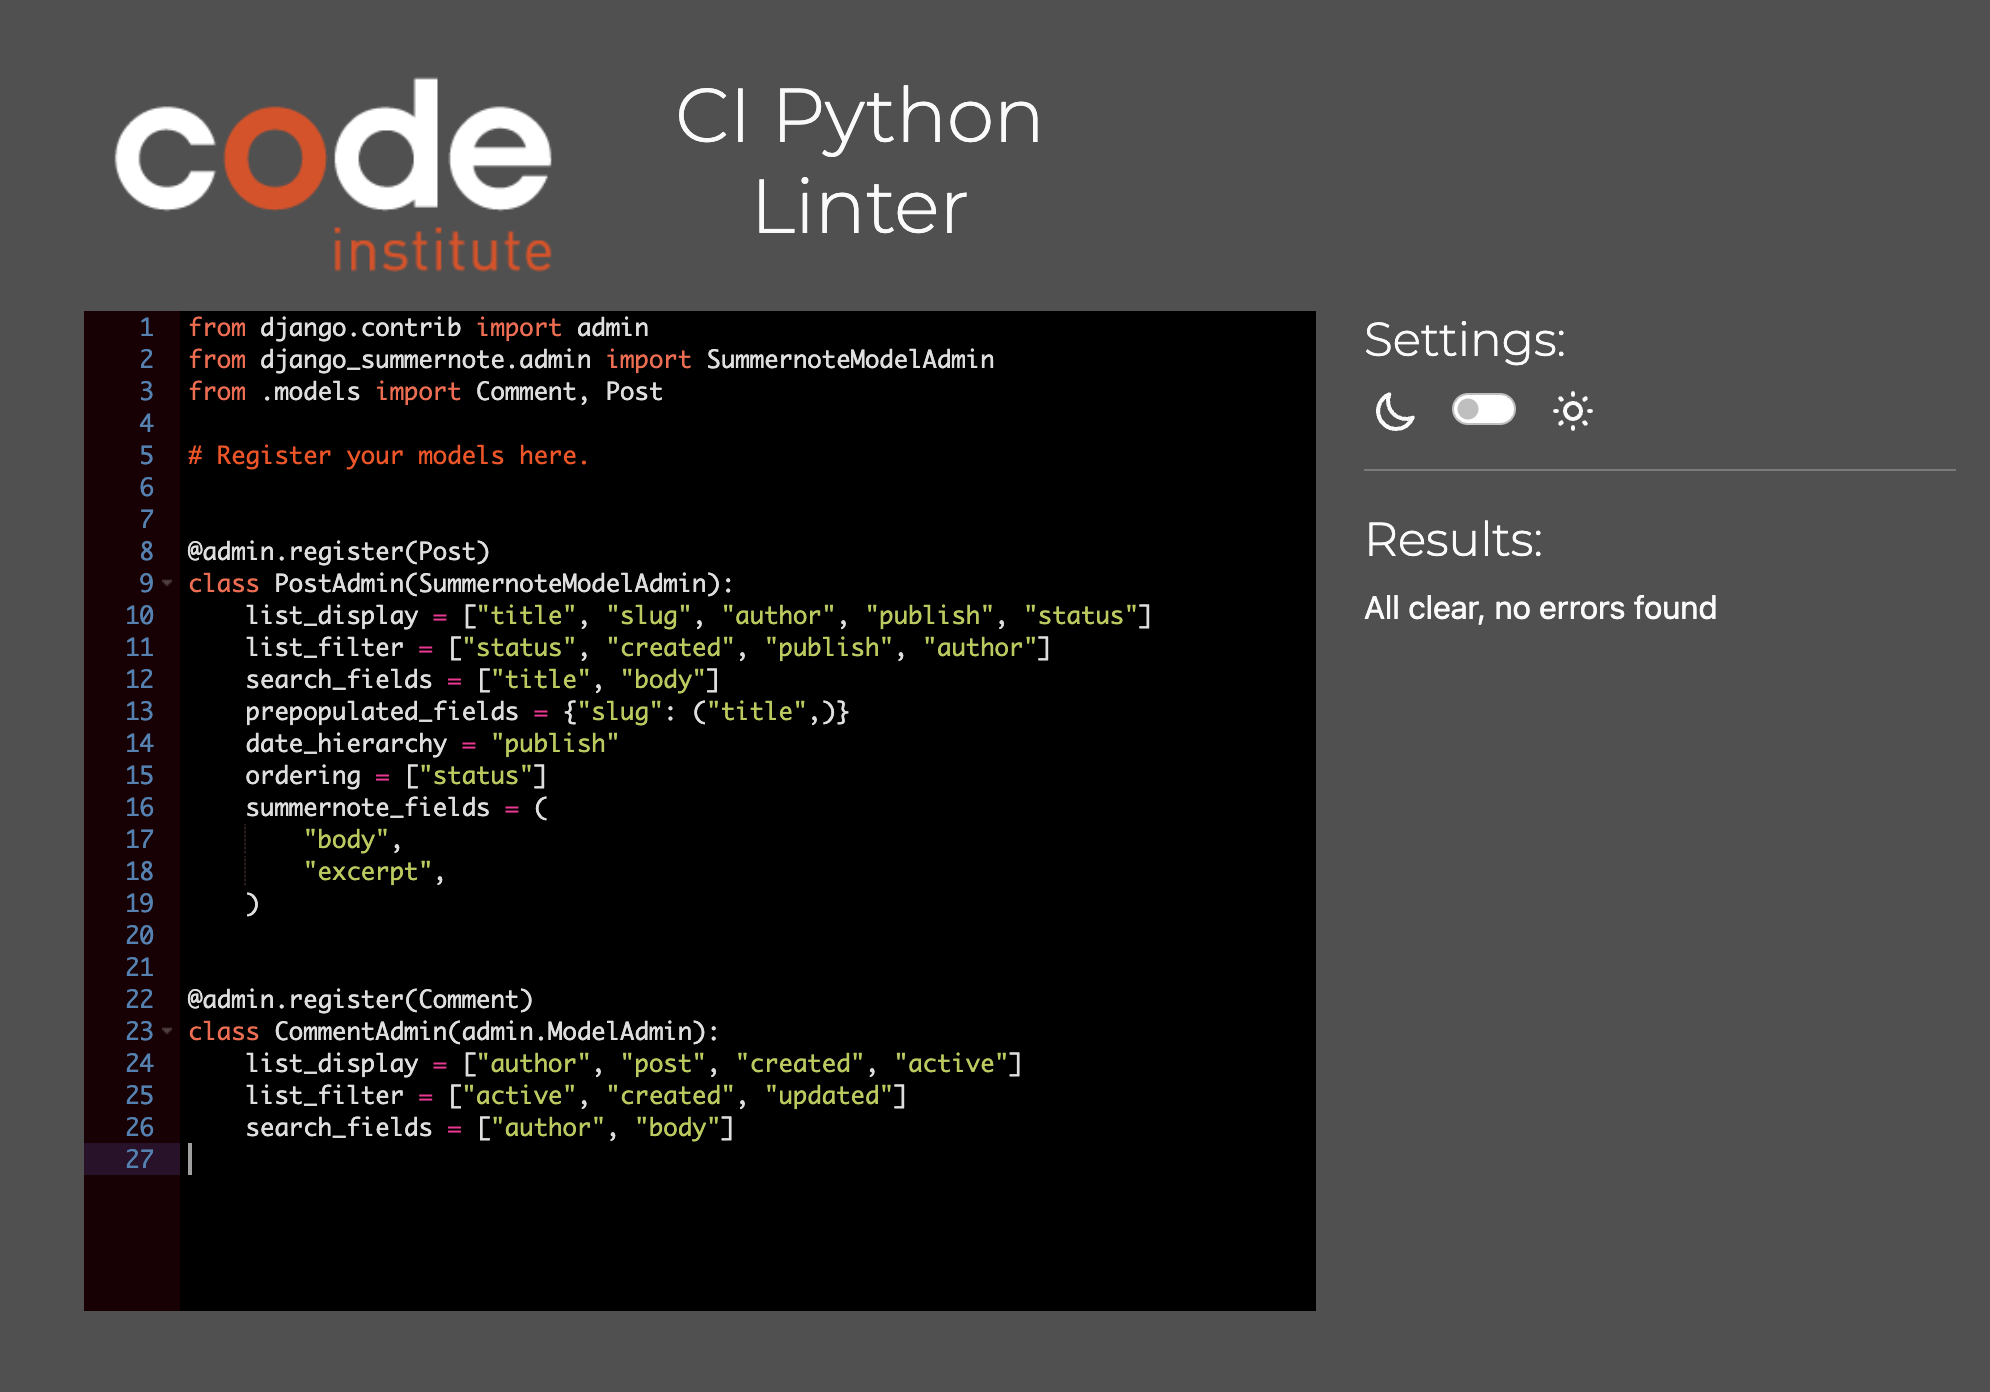 code
institute
CI Python
Linter
1 from django.contrib import admin
2 from django_summernote.admin import SummernoteModelAdmin
3 from .models import Comment, Post
4
5 # Register your models here.
6
7
8 @admin.register(Post)
9 class PostAdmin(SummernoteModelAdmin):
10     list_display = ["title", "slug", "author", "publish", "status"]
11     list_filter = ["status", "created", "publish", "author"]
12     search_fields = ["title", "body"]
13     prepopulated_fields = {"slug": ("title",)}
14     date_hierarchy = "publish"
15     ordering = ["status"]
16     summernote_fields = (
17         "body",
18         "excerpt",
19     )
20
21
22 @admin.register(Comment)
23 class CommentAdmin(admin.ModelAdmin):
24     list_display = ["author", "post", "created", "active"]
25     list_filter = ["active", "created", "updated"]
26     search_fields = ["author", "body"]
27
Settings:
Results:
All clear, no errors found